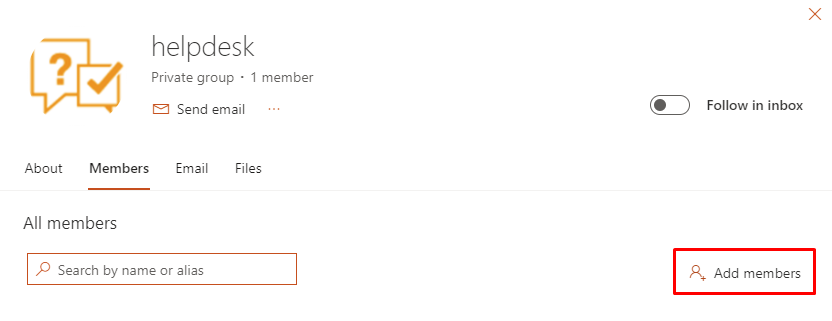 helpdesk
Private group • 1 member
Send email ...
Follow in inbox
About Members Email Files
All members
Search by name or alias
Add members